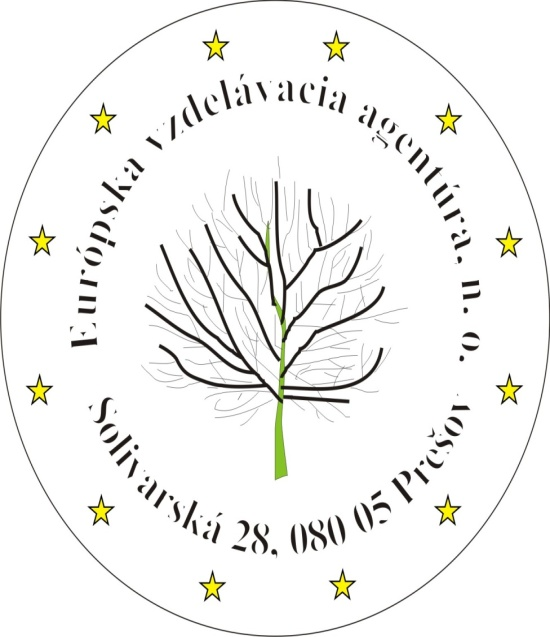 Európska vzdelávacia agentúra, n. o.
Solivarská 28, 080 05 Prešov